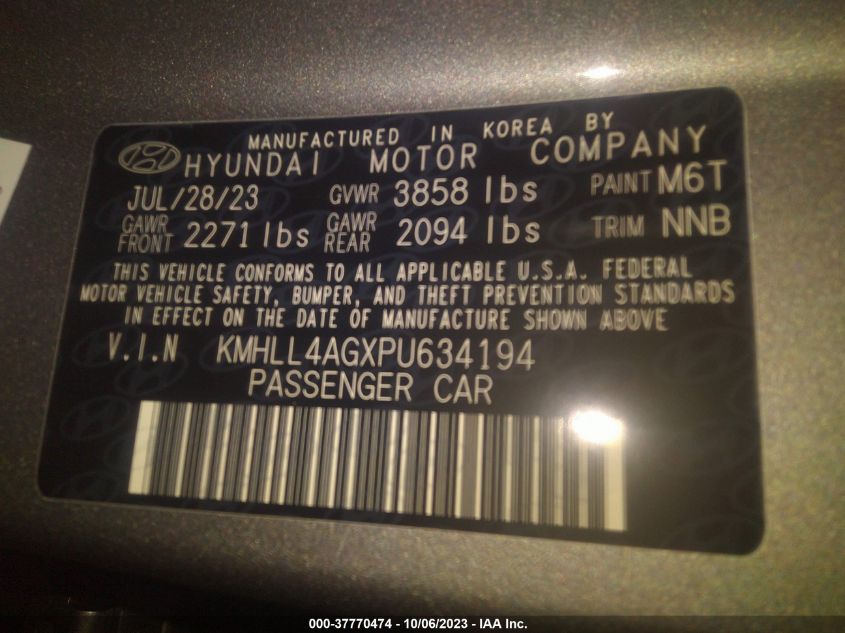 MANUFACTURED IN KOREA BY
HYUNDAI MOTOR COMPANY
JUL/28/23 GVWR 3858 lbs PAINT M6T
GAWR FRONT 2271 lbs GAWR REAR 2094 lbs TRIM NNB
THIS VEHICLE CONFORMS TO ALL APPLICABLE U.S.A. FEDERAL
MOTOR VEHICLE SAFETY, BUMPER, AND THEFT PREVENTION STANDARDS
IN EFFECT ON THE DATE OF MANUFACTURE SHOWN ABOVE
V.I.N KMHLL4AGXPU634194
PASSENGER CAR
000-37770474 - 10/06/2023 - IAA Inc.